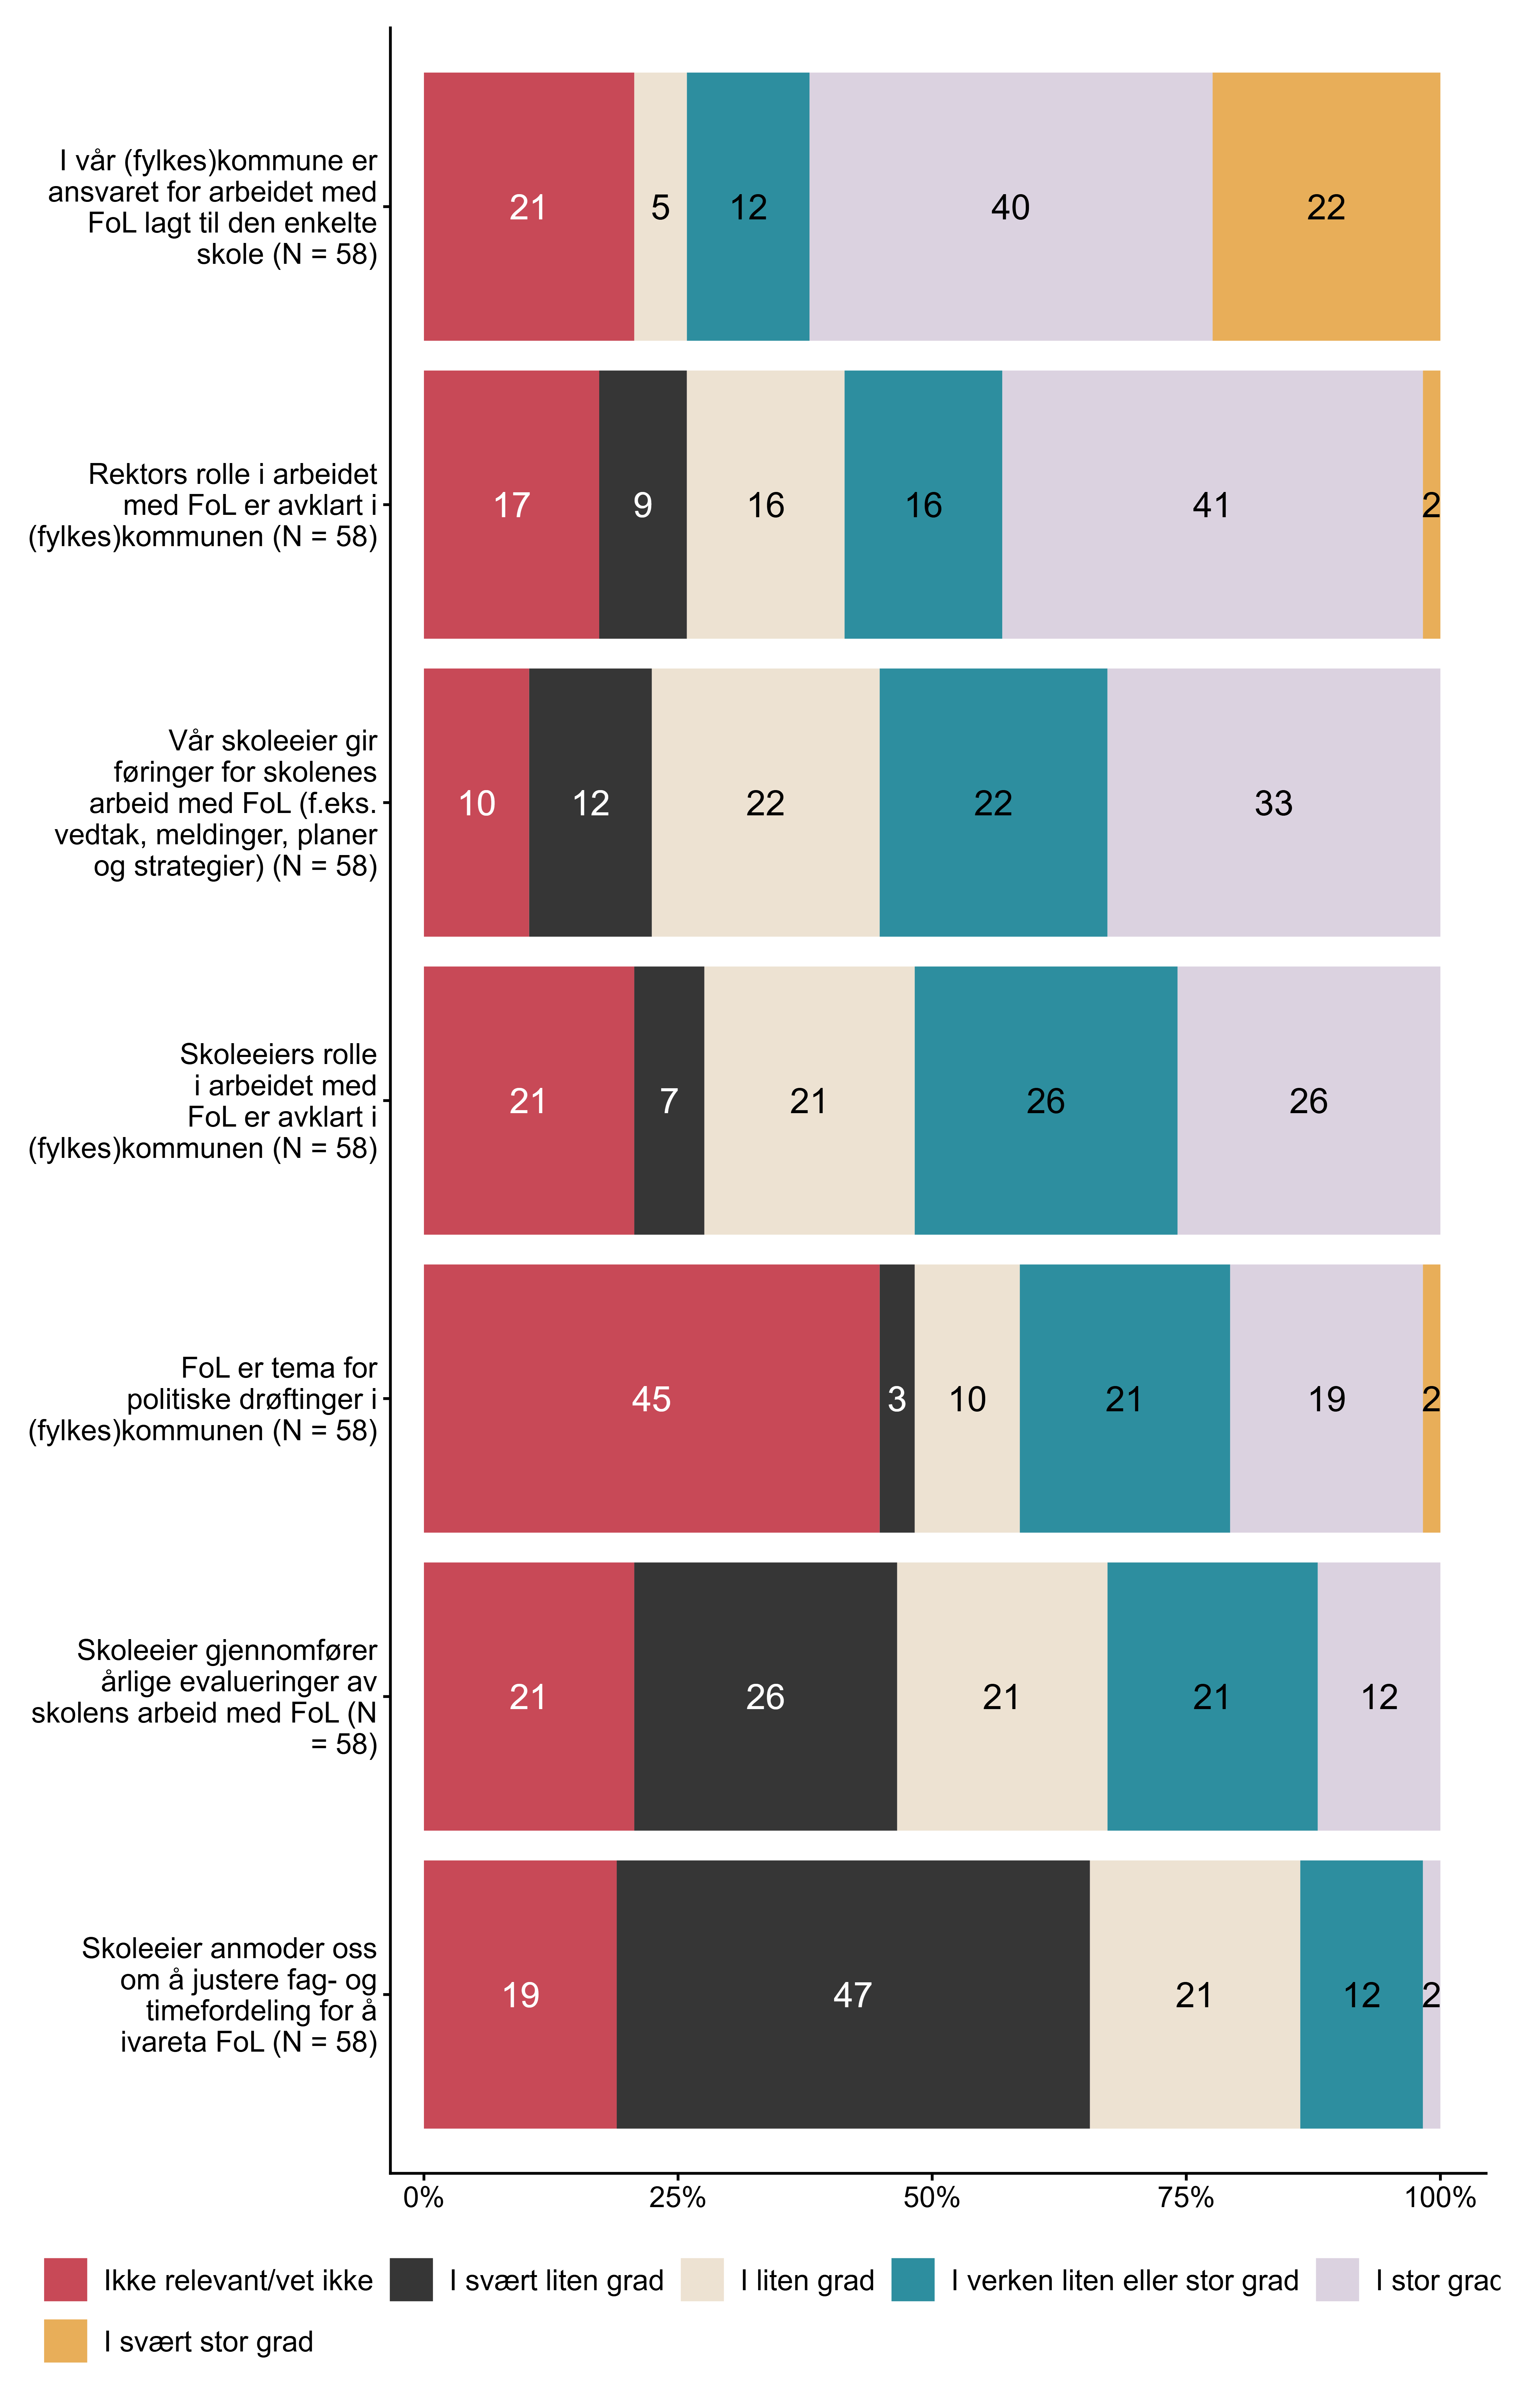 I vår (fylkes)kommune er
ansvaret for arbeidet med
FoL lagt til den enkelte
skole (N = 58)
21 5 12 40 22
Rektors rolle i arbeidet
med FoL er avklart i
(fylkes)kommunen (N = 58)
17 9 16 16 41 2
Vår skoleeier gir
føringer for skolenes
arbeid med FoL (f.eks.
vedtak, meldinger, planer
og strategier) (N = 58)
10 12 22 22 33
Skoleeiers rolle
i arbeidet med
FoL er avklart i
(fylkes)kommunen (N = 58)
21 7 21 26 26
FoL er tema for
politiske drøftinger i
(fylkes)kommunen (N = 58)
45 3 10 21 19 2
Skoleeier gjennomfører
årlige evalueringer av
skolens arbeid med FoL (N
= 58)
21 26 21 21 12
Skoleeier anmoder oss
om å justere fag- og
timefordeling for å
ivareta FoL (N = 58)
19 47 21 12 2
0% 25% 50% 75% 100%
Ikke relevant/vet ikke I svært liten grad I liten grad I verken liten eller stor grad I stor grad
I svært stor grad